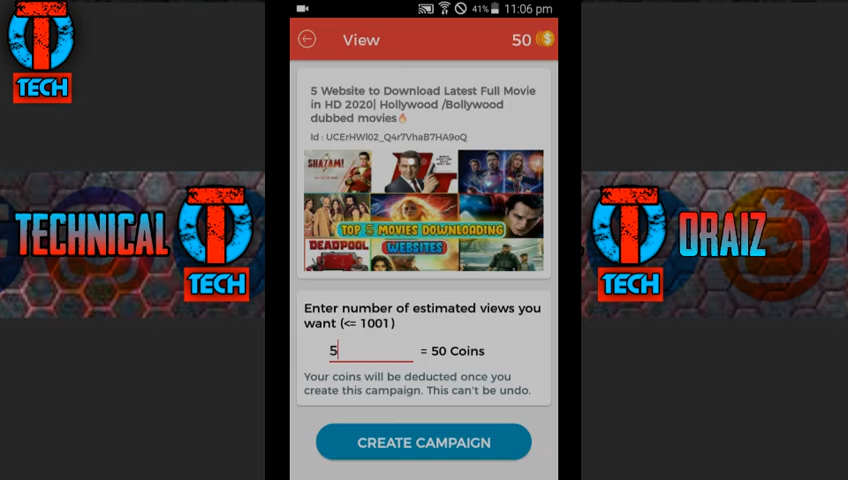 TECH
41% 11:06 pm
View
50
5 Website to Download Latest Full Movie
in HD 2020| Hollywood /Bollywood
dubbed movies🔥
Id : UCErHWl02_Q4r7VhaB7HA9oQ
SHAZAM!
TOP 5 MOVIES DOWNLOADING
DEADPOOL
WEBSITES
TECHNICAL
TECH
ORAIZ
TECH
Enter number of estimated views you
want (<= 1001)
5 = 50 Coins
Your coins will be deducted once you
create this campaign. This can't be undo.
CREATE CAMPAIGN